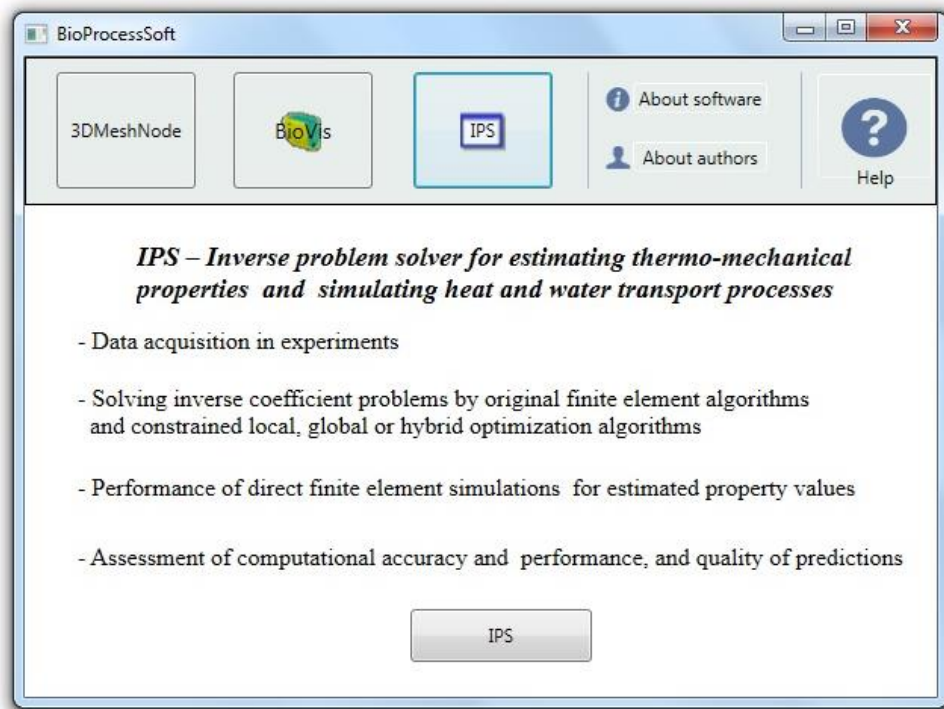 BioProcessSoft
3DMeshNode
BioVis
IPS
About software
About authors
Help
IPS – Inverse problem solver for estimating thermo-mechanical
properties and simulating heat and water transport processes
- Data acquisition in experiments
- Solving inverse coefficient problems by original finite element algorithms
and constrained local, global or hybrid optimization algorithms
- Performance of direct finite element simulations for estimated property values
- Assessment of computational accuracy and performance, and quality of predictions
IPS